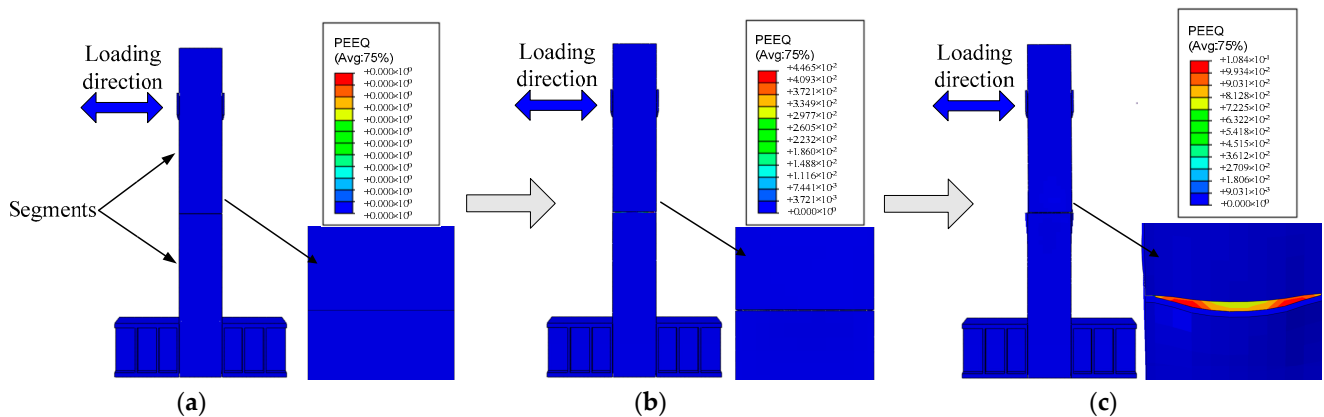 Loading
direction
Segments
PEEQ
(Avg:75%)
+0.000×10⁰
+0.000×10⁰
+0.000×10⁰
+0.000×10⁰
+0.000×10⁰
+0.000×10⁰
+0.000×10⁰
+0.000×10⁰
+0.000×10⁰
+0.000×10⁰
+0.000×10⁰
+0.000×10⁰
+0.000×10⁰
(a)
Loading
direction
PEEQ
(Avg:75%)
+4.465×10⁻²
+4.093×10⁻²
+3.721×10⁻²
+3.349×10⁻²
+2.977×10⁻²
+2.605×10⁻²
+2.232×10⁻²
+1.860×10⁻²
+1.488×10⁻²
+1.116×10⁻²
+7.441×10⁻³
+3.721×10⁻³
+0.000×10⁰
(b)
Loading
direction
PEEQ
(Avg:75%)
+1.084×10⁻¹
+9.934×10⁻²
+9.031×10⁻²
+8.128×10⁻²
+7.225×10⁻²
+6.322×10⁻²
+5.418×10⁻²
+4.515×10⁻²
+3.612×10⁻²
+2.709×10⁻²
+1.806×10⁻²
+9.031×10⁻³
+0.000×10⁰
(c)